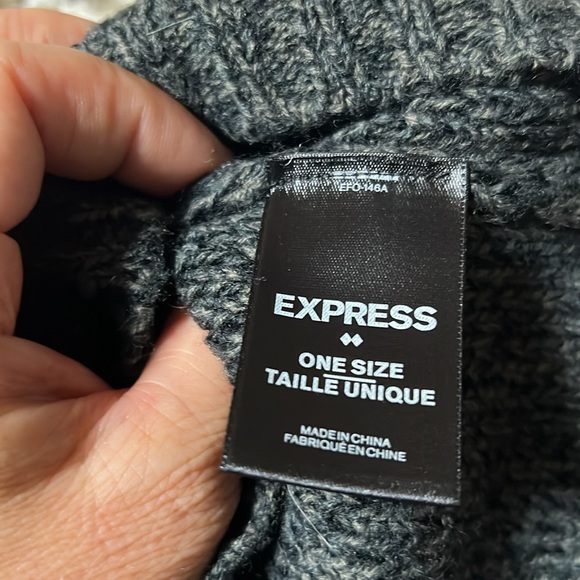 EFO-146A
EXPRESS
ONE SIZE
TAILLE UNIQUE
MADE IN CHINA
FABRIQUÉ EN CHINE